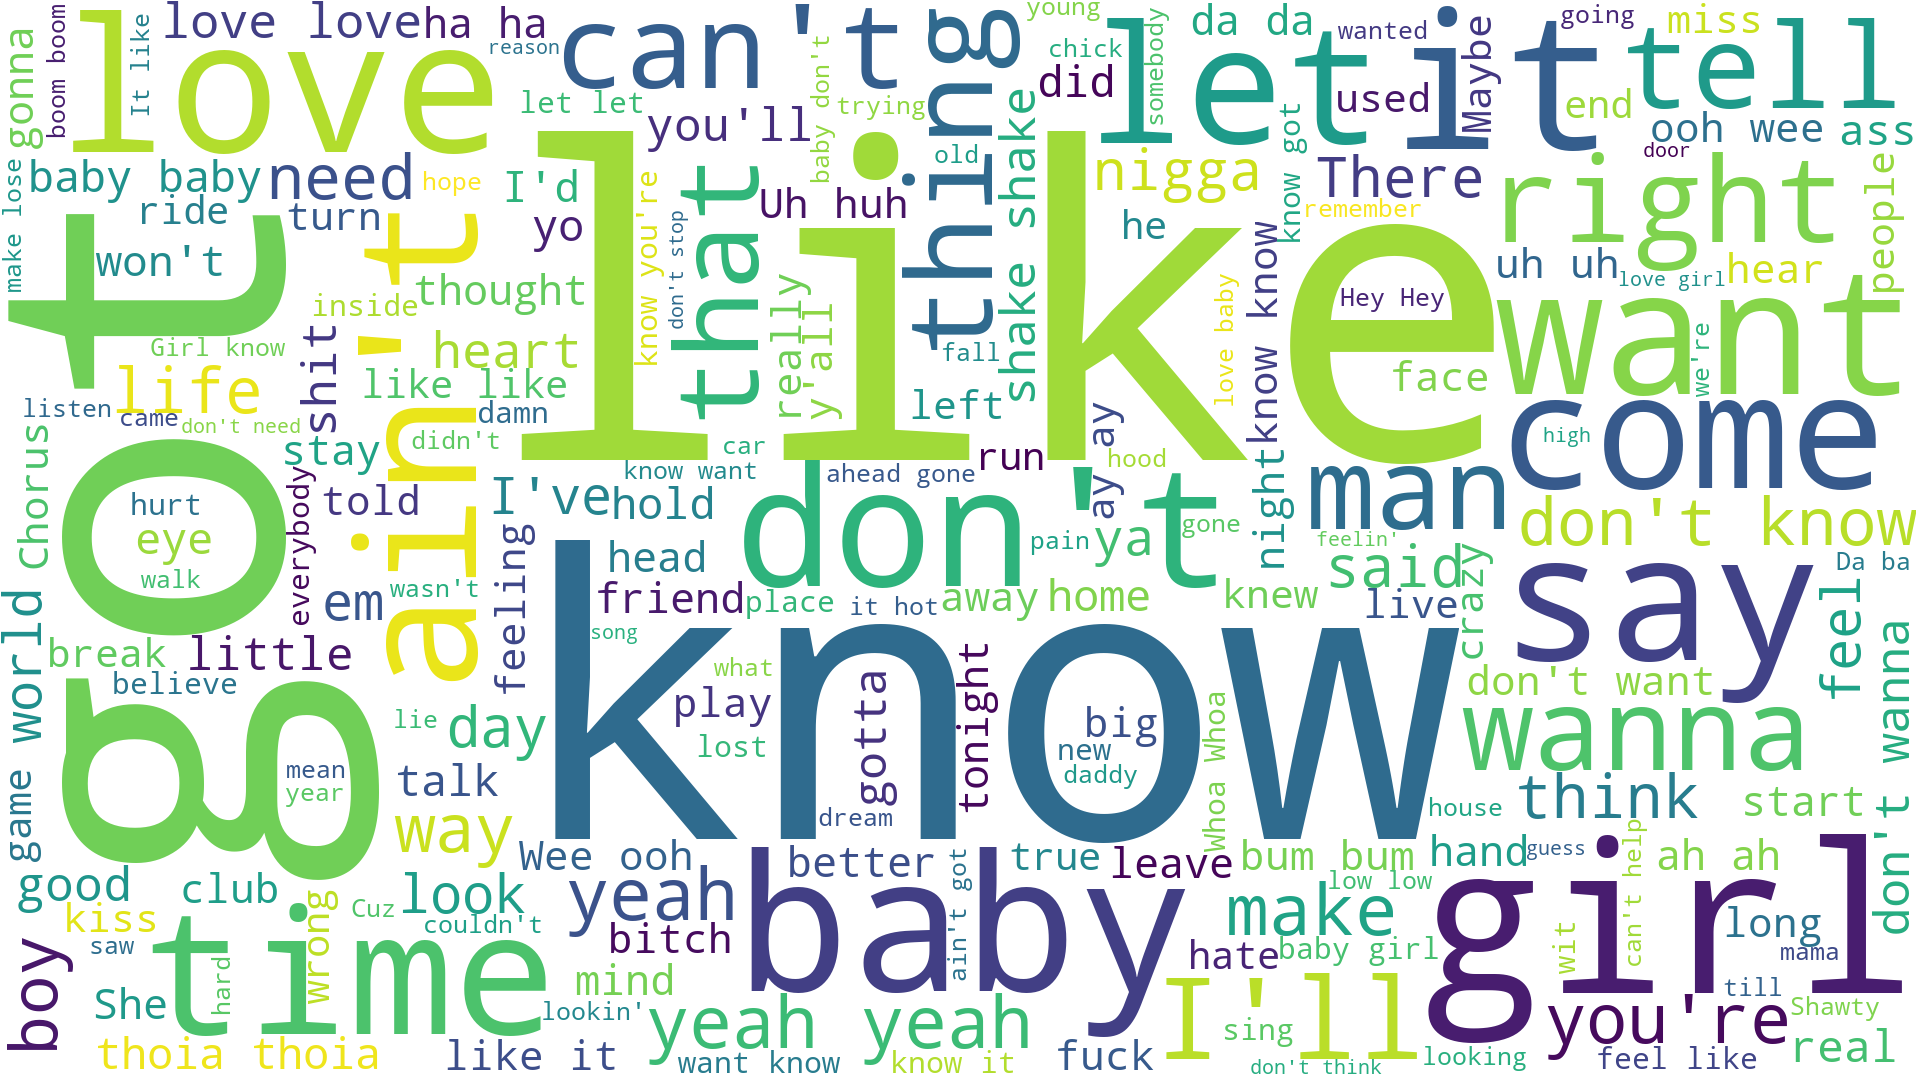 love
like
know
got
can't
let
it
tell
love love
ha ha
da da
young
wanted
going
miss
reason
chick
gonna
boom boom
It like
let let
you'll
baby don't
trying
thing
did
somebody
used
Maybe
end
ooh wee
ass
door
baby baby
need
hope
I'd
that
old
nigga
know got
There
right
people
make lose
ride
turn
yo
know you're
don't stop
Uh huh
shake shake
he
remember
won't
ain't
thought
really
y'all
love baby
know know
Hey Hey
uh uh
love girl
hear
want
inside
shit
heart
Girl know
life
like like
fall
left
face
we're
listen
came
don't need
damn
didn't
car
ay ay
come
high
Chorus
stay
everybody
know want
ahead gone
run
hood
night
man
don't know
hurt
eye
walk
told
I've
hold
don't
pain
ya
gone
feelin'
said
crazy
say
Da ba
feel
em
wasn't
feeling
head
friend
place
it hot
away
home
knew
live
game
world
break
little
believe
song
what
play
lost
gotta
tonight
big
new
daddy
Whoa Whoa
don't want
wanna
don't wanna
lie
day
mean
year
talk
way
dream
house
think
start
good
club
wrong
Cuz
look
couldn't
Wee ooh
yeah
better
true
leave
bum bum
low low
hand
guess
can't help
ah ah
kiss
saw
boy
time
bitch
baby
ain't got
make
hate
baby girl
girl
wit
long
mama
She
hard
mind
lookin'
yeah yeah
I'll
sing
you're
till
Shawty
thoia thoia
like it
want know
know it
fuck
don't think
looking
feel like
real